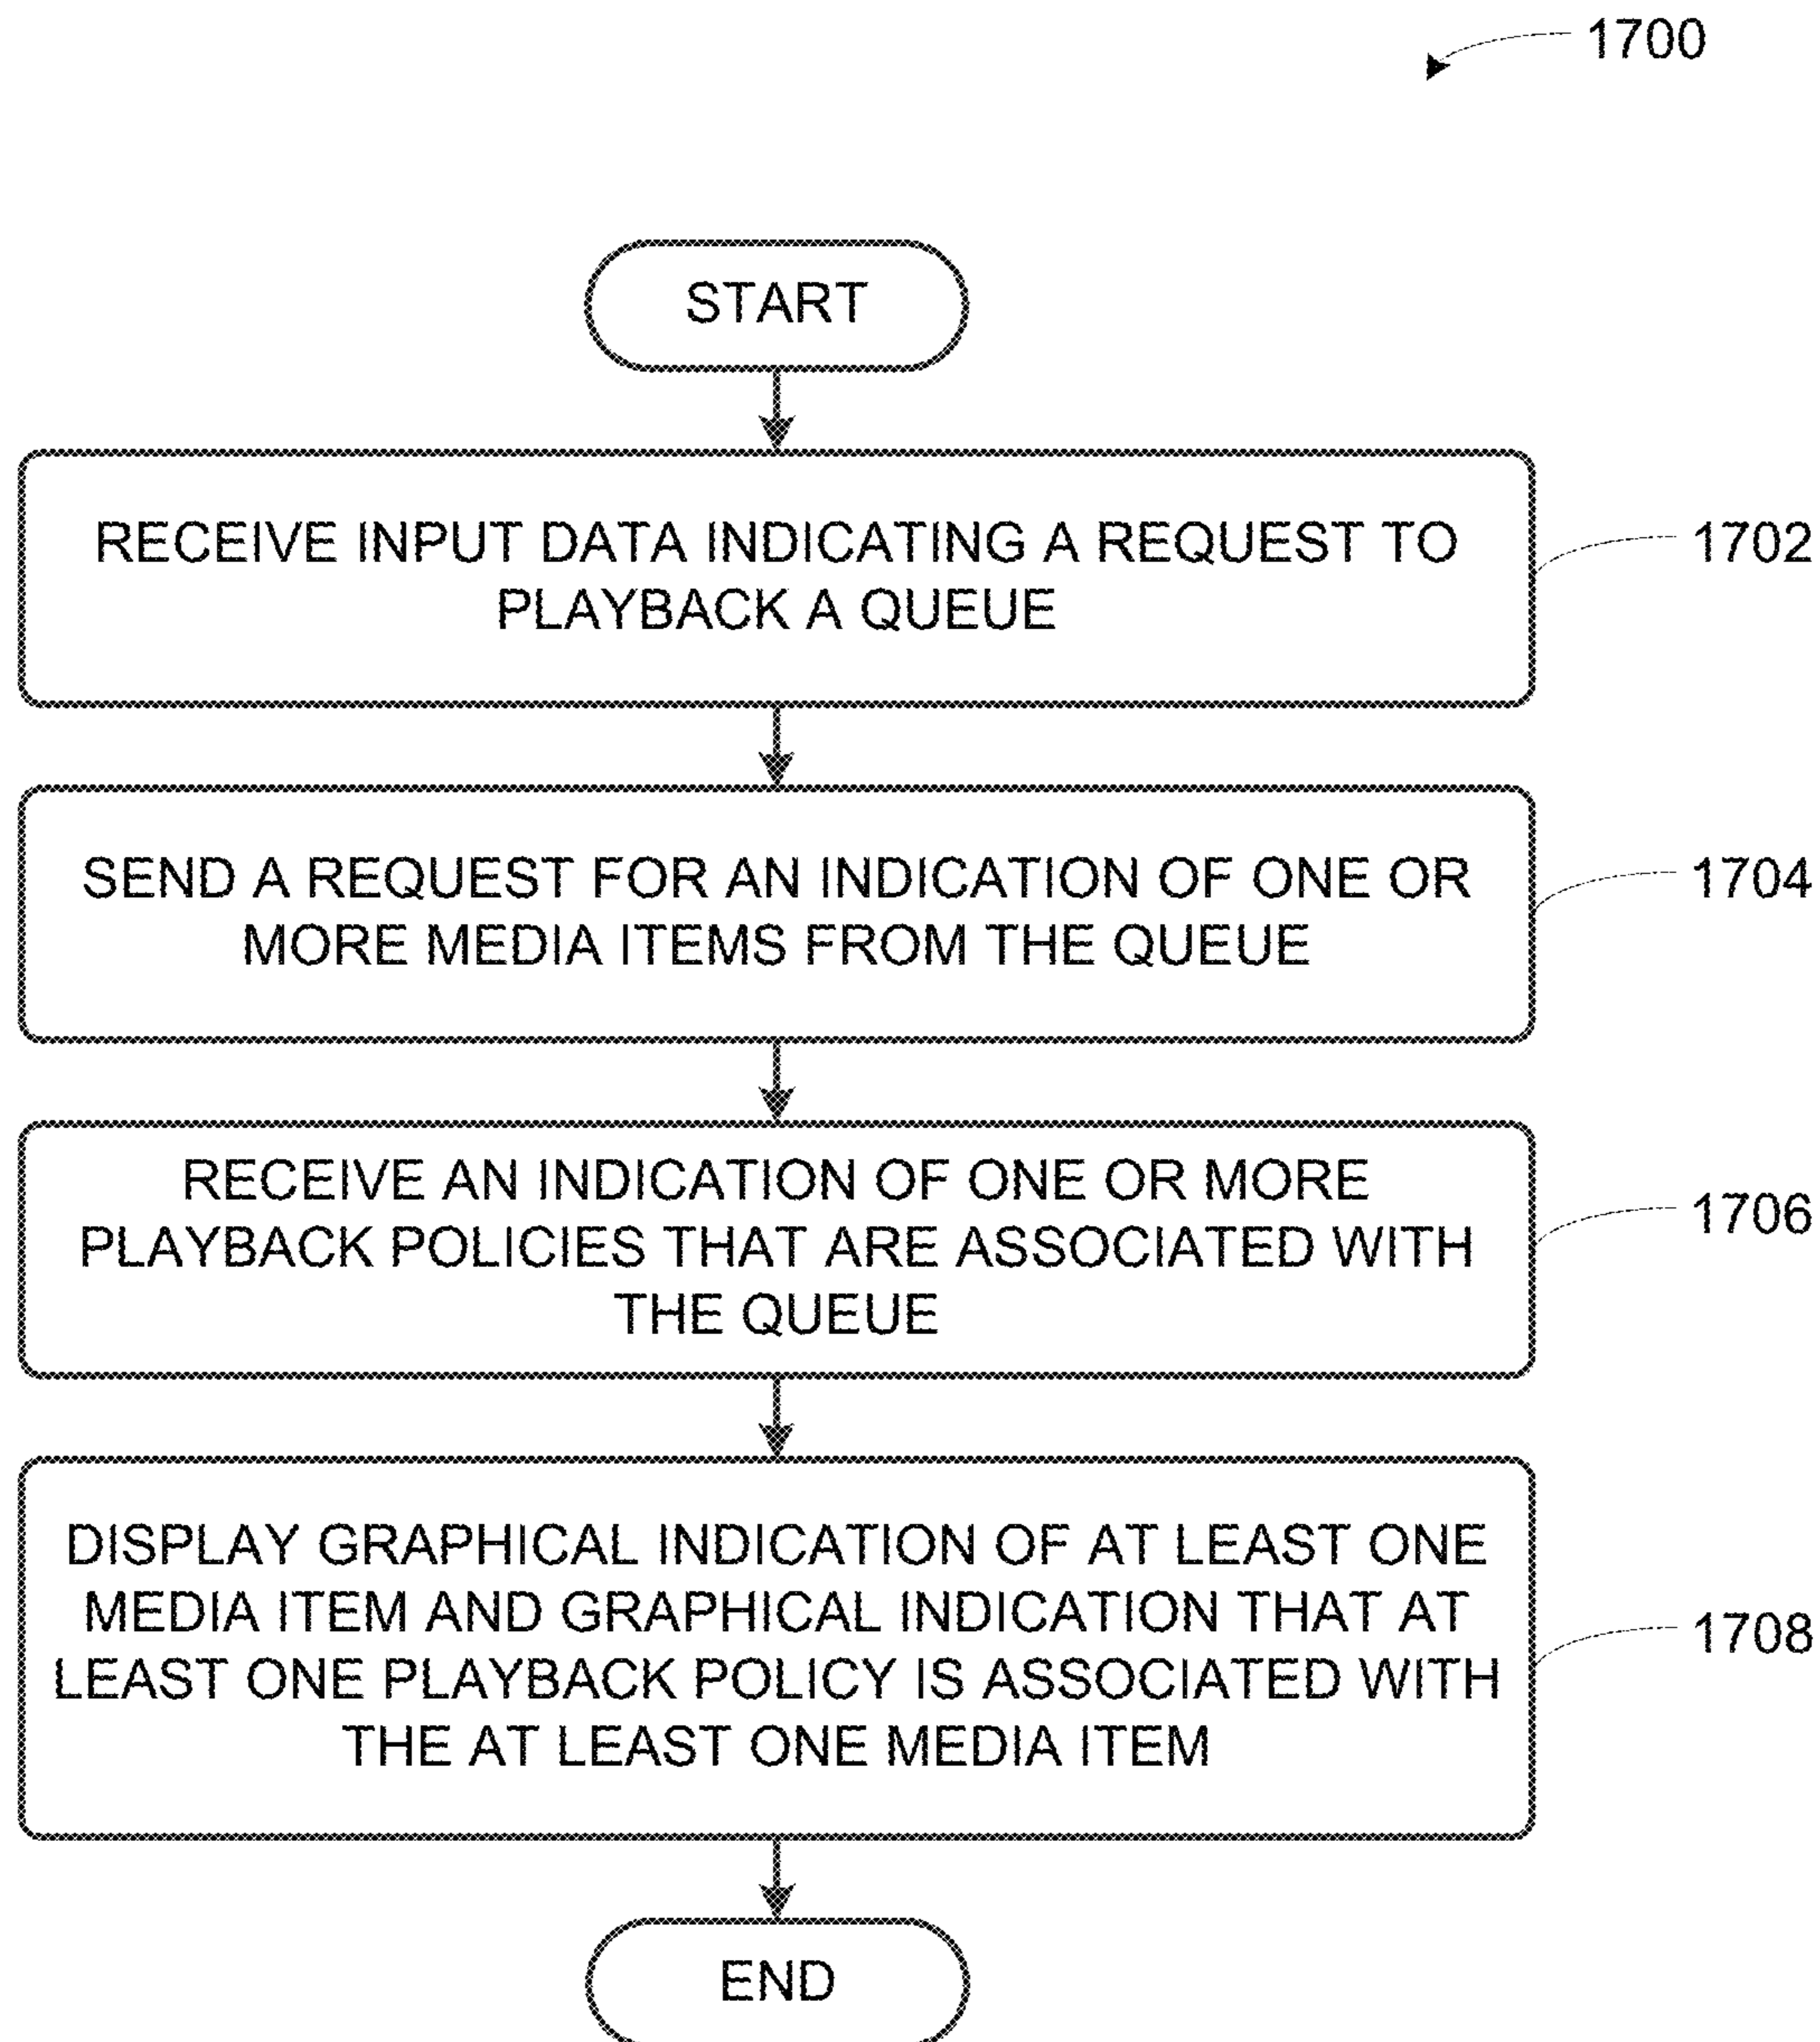 1700
START
RECEIVE INPUT DATA INDICATING A REQUEST TO
PLAYBACK A QUEUE
1702
SEND A REQUEST FOR AN INDICATION OF ONE OR
MORE MEDIA ITEMS FROM THE QUEUE
1704
RECEIVE AN INDICATION OF ONE OR MORE
PLAYBACK POLICIES THAT ARE ASSOCIATED WITH
THE QUEUE
1706
DISPLAY GRAPHICAL INDICATION OF AT LEAST ONE
MEDIA ITEM AND GRAPHICAL INDICATION THAT AT
LEAST ONE PLAYBACK POLICY IS ASSOCIATED WITH
THE AT LEAST ONE MEDIA ITEM
1708
END